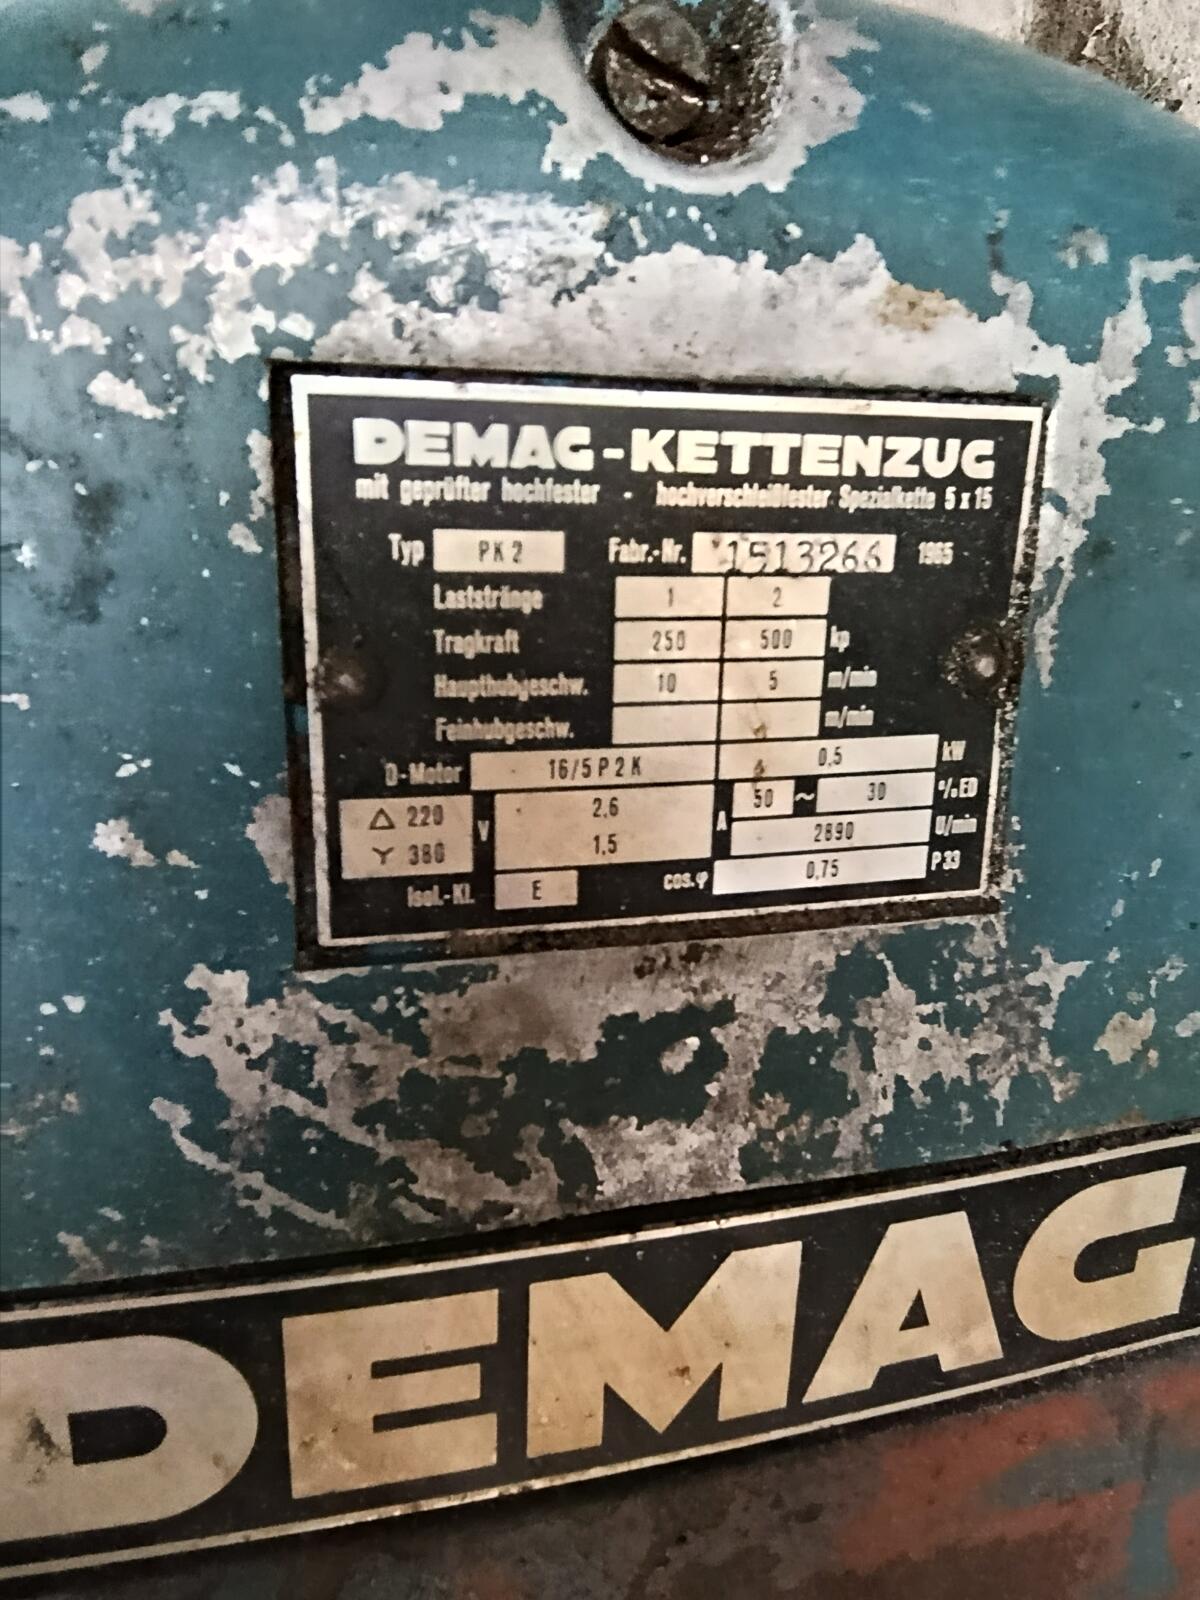 DEMAG-KETTENZUG
mit geprüfter hochfester - hochverschleißfester Spezialkette 5 x 15
Typ PK 2 Fabr.-Nr. 1513266 1965
Laststränge 1 2
Tragkraft 250 500 kp
Haupthubgeschw. 10 5 m/min
Feinhubgeschw. m/min
D-Motor 16/5 P 2 K 0,5 kW
△ 220 V 2,6 A 50 ~ 30 %ED
Y 380 1,5 2890 U/min
Isol.-Kl. E cos.φ 0,75 P33
DEMAG